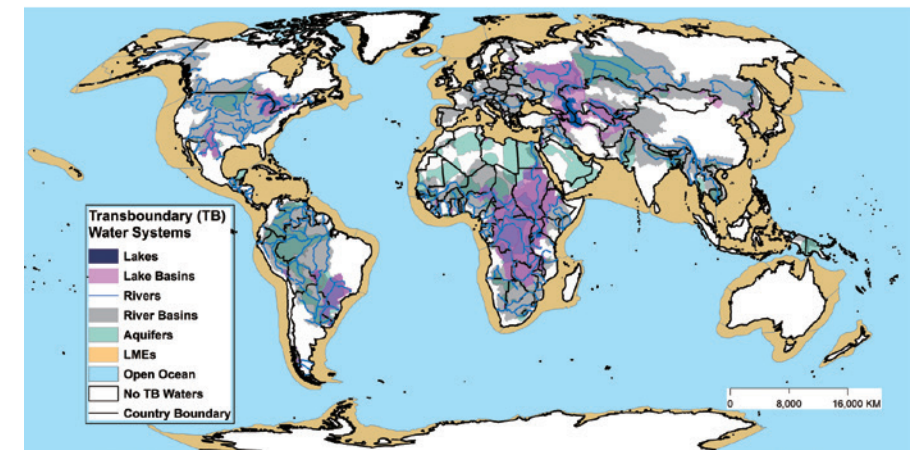 Transboundary (TB)
Water Systems
Lakes
Lake Basins
Rivers
River Basins
Aquifers
LMEs
Open Ocean
No TB Waters
Country Boundary
0 8,000 16,000 KM